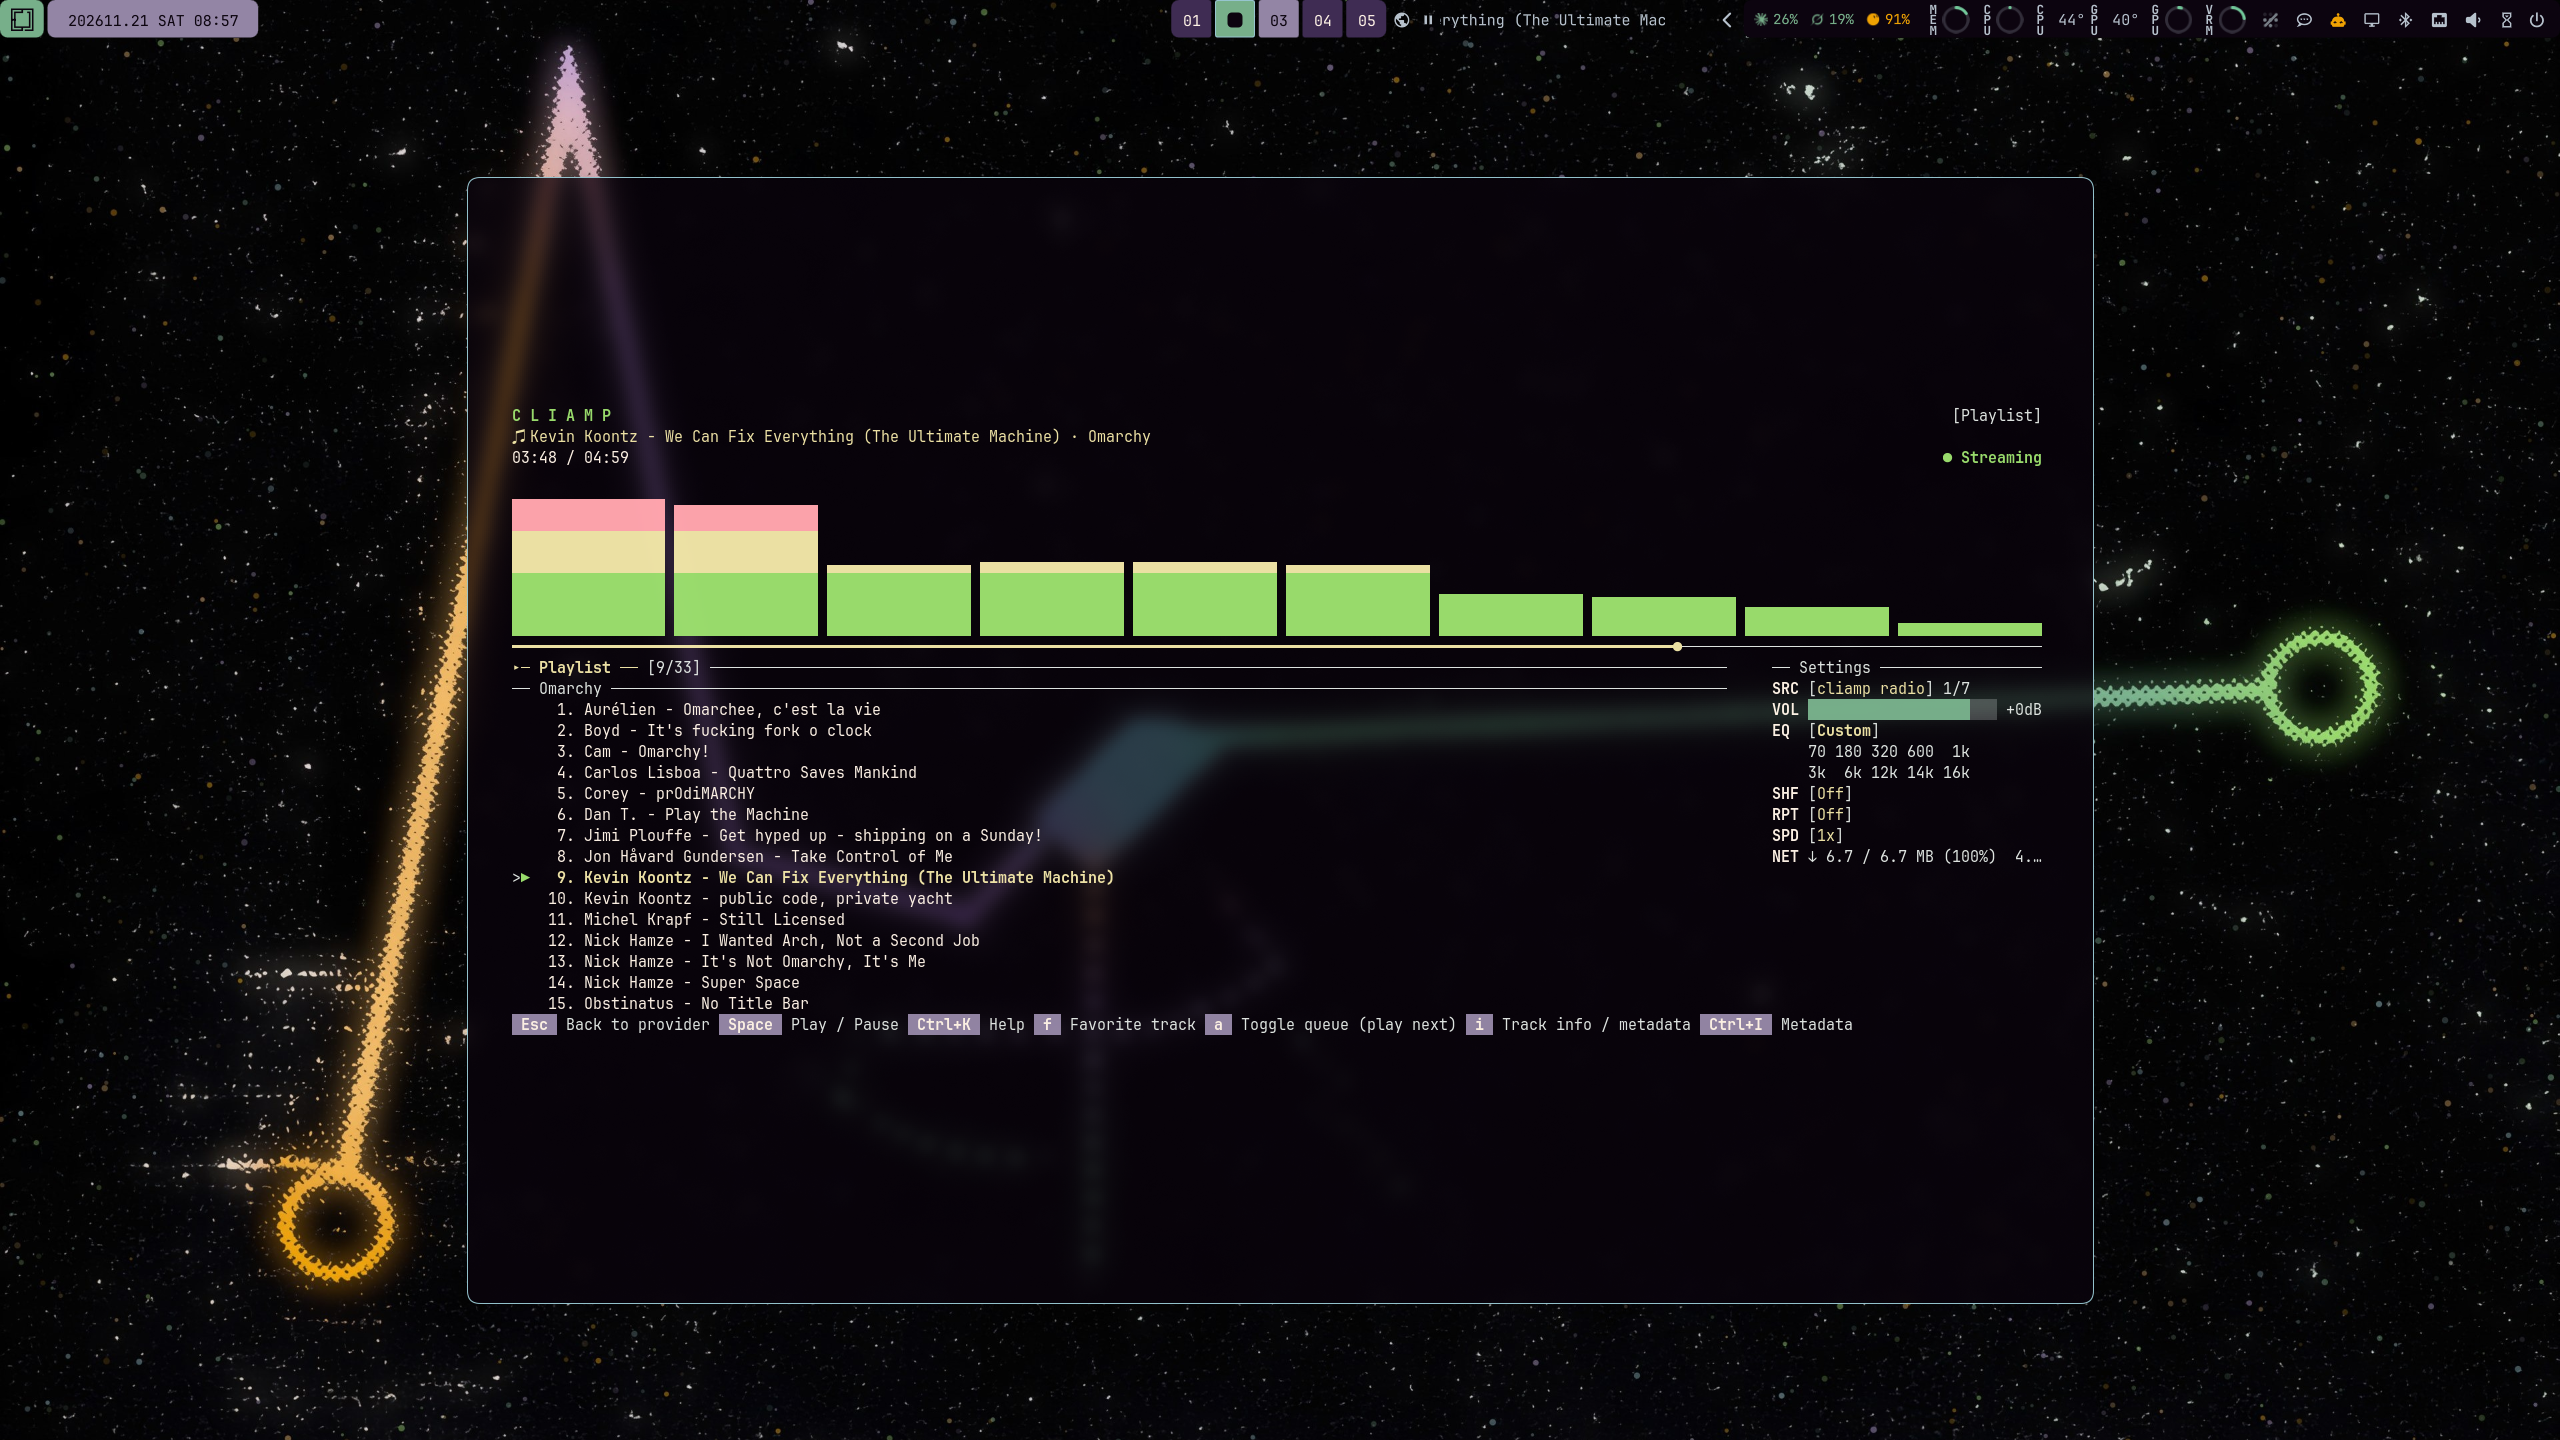 202611.21 SAT 08:57
01 03 04 05 rything (The Ultimate Mac
26% 19% 91% MEM CPU CPU 44° GPU 40° GPU VRM
C L I A M P [Playlist]
Kevin Koontz - We Can Fix Everything (The Ultimate Machine) · Omarchy
03:48 / 04:59 ● Streaming
Playlist [9/33]
Omarchy
1. Aurélien - Omarchee, c'est la vie
2. Boyd - It's fucking fork o clock
3. Cam - Omarchy!
4. Carlos Lisboa - Quattro Saves Mankind
5. Corey - pr0diMARCHY
6. Dan T. - Play the Machine
7. Jimi Plouffe - Get hyped up - shipping on a Sunday!
8. Jon Håvard Gundersen - Take Control of Me
>▶ 9. Kevin Koontz - We Can Fix Everything (The Ultimate Machine)
10. Kevin Koontz - public code, private yacht
11. Michel Krapf - Still Licensed
12. Nick Hamze - I Wanted Arch, Not a Second Job
13. Nick Hamze - It's Not Omarchy, It's Me
14. Nick Hamze - Super Space
15. Obstinatus - No Title Bar
Settings
SRC [cliamp radio] 1/7
VOL +0dB
EQ [Custom]
70 180 320 600 1k
3k 6k 12k 14k 16k
SHF [Off]
RPT [Off]
SPD [1x]
NET ↓ 6.7 / 6.7 MB (100%) 4.…
Esc Back to provider Space Play / Pause Ctrl+K Help f Favorite track a Toggle queue (play next) i Track info / metadata Ctrl+I Metadata